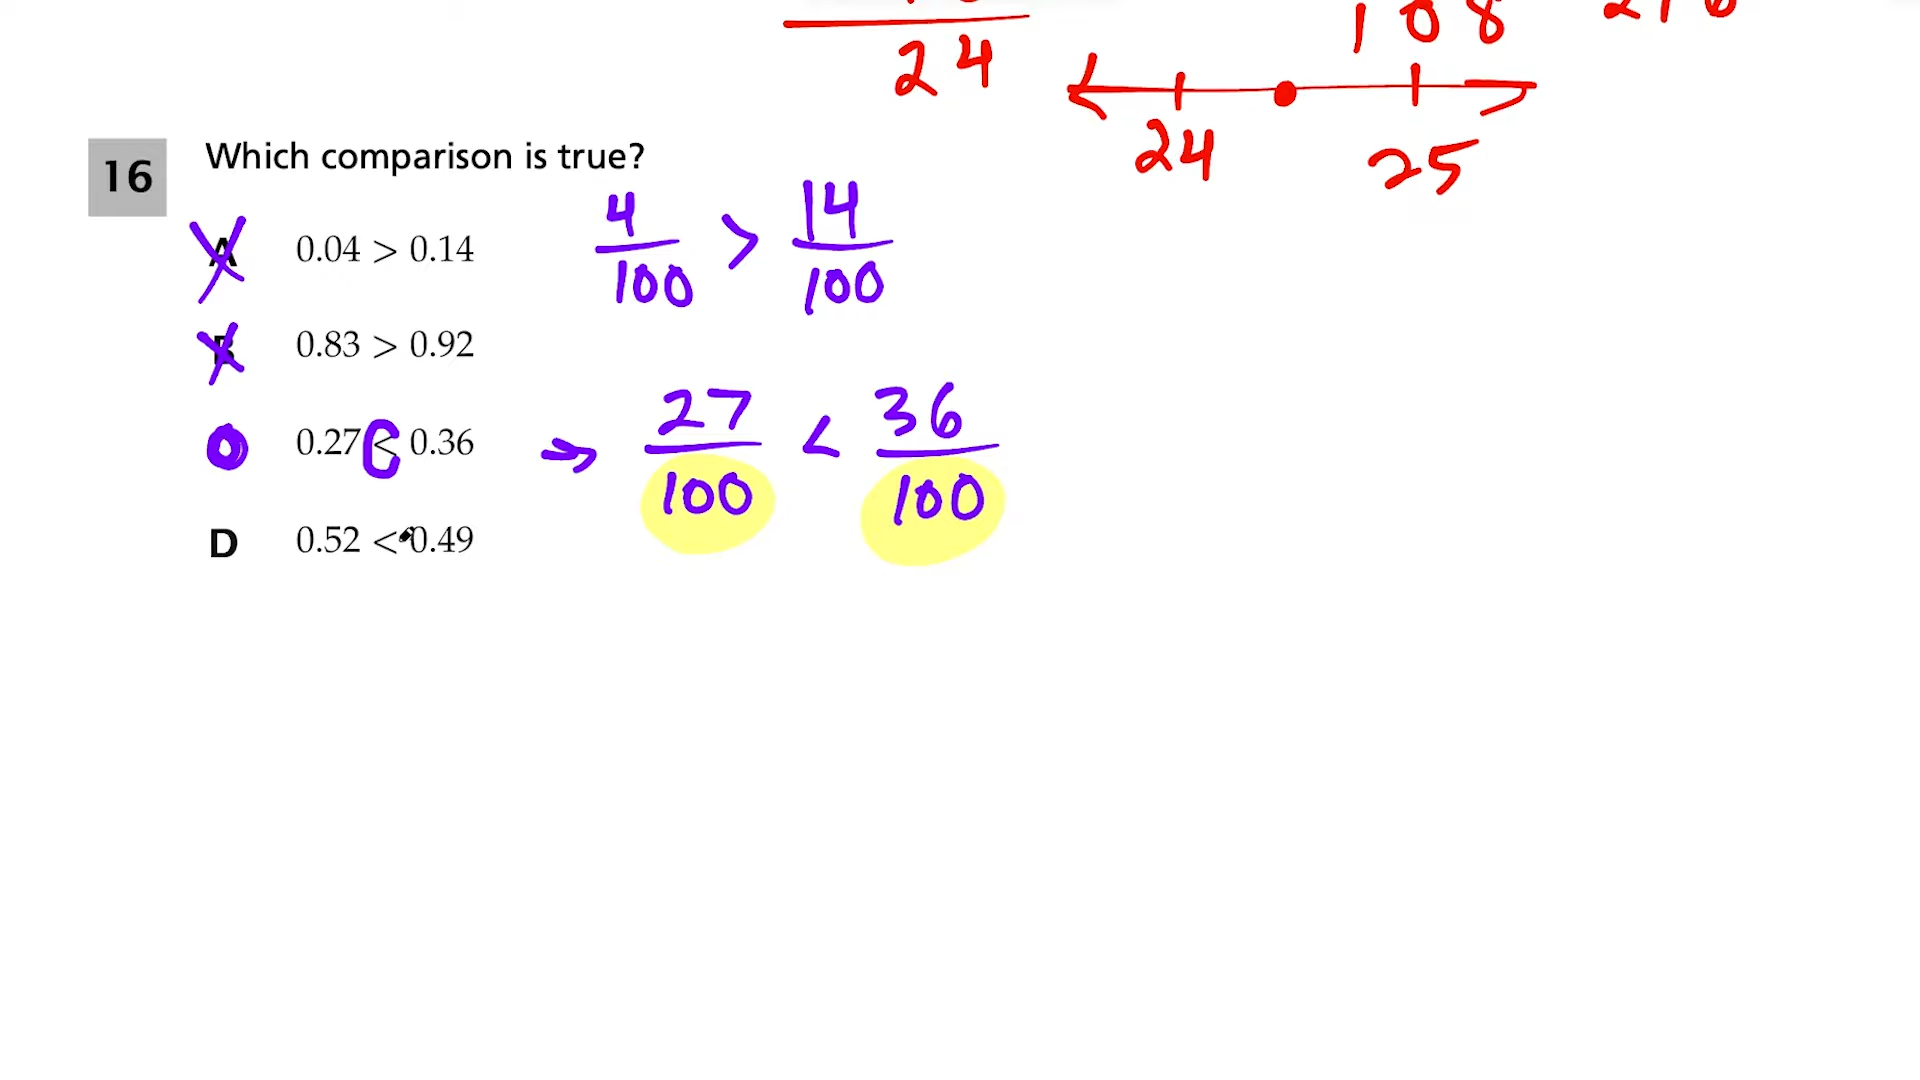 24
108
24 25
16 Which comparison is true?
A 0.04 > 0.14
4/100 > 14/100
B 0.83 > 0.92
0.27 < 0.36
⇒ 27/100 < 36/100
D 0.52 < 0.49